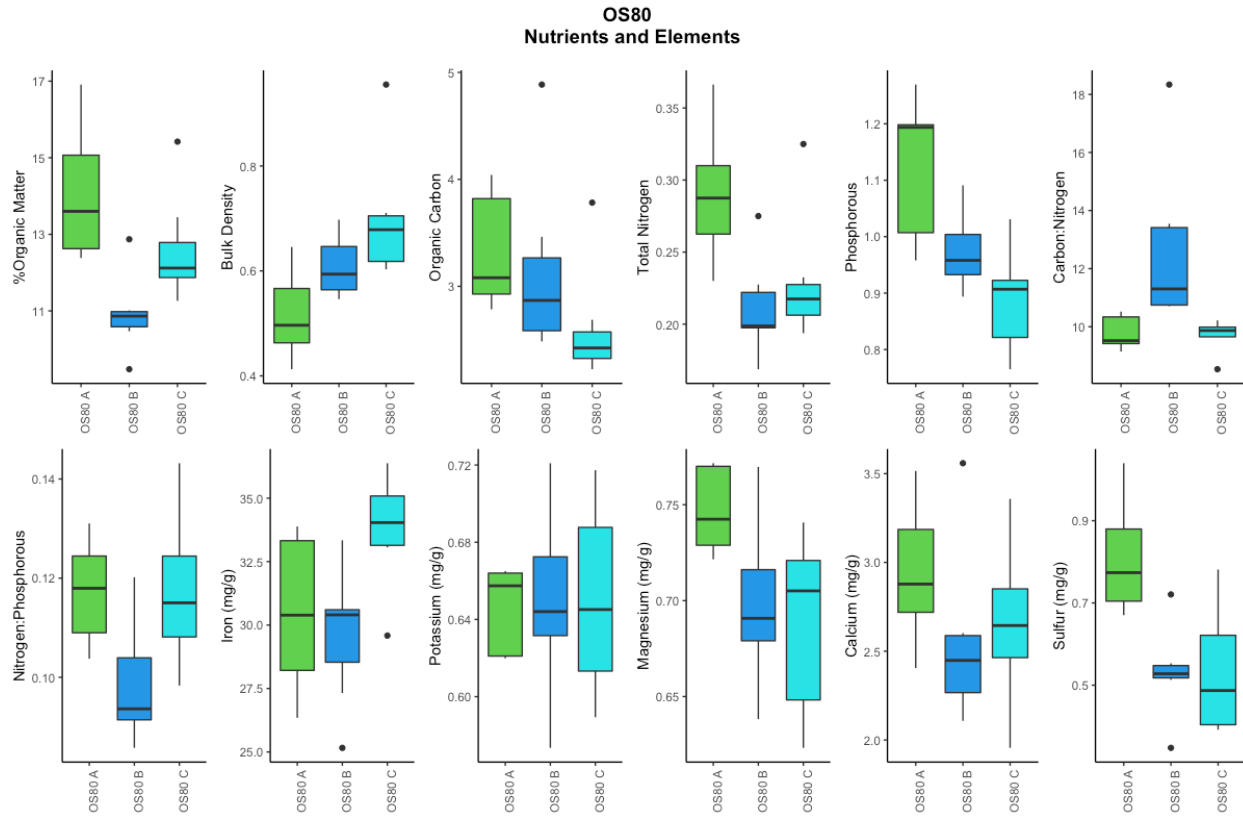 OS80
Nutrients and Elements
%Organic Matter
17
15
13
11
OS80 A
OS80 B
OS80 C
Bulk Density
0.8
0.6
0.4
OS80 A
OS80 B
OS80 C
Organic Carbon
5
4
3
OS80 A
OS80 B
OS80 C
Total Nitrogen
0.35
0.30
0.25
0.20
OS80 A
OS80 B
OS80 C
Phosphorous
1.2
1.1
1.0
0.9
0.8
OS80 A
OS80 B
OS80 C
Carbon:Nitrogen
18
16
14
12
10
OS80 A
OS80 B
OS80 C
Nitrogen:Phosphorous
0.14
0.12
0.10
OS80 A
OS80 B
OS80 C
Iron (mg/g)
35.0
32.5
30.0
27.5
25.0
OS80 A
OS80 B
OS80 C
Potassium (mg/g)
0.72
0.68
0.64
0.60
OS80 A
OS80 B
OS80 C
Magnesium (mg/g)
0.75
0.70
0.65
OS80 A
OS80 B
OS80 C
Calcium (mg/g)
3.5
3.0
2.5
2.0
OS80 A
OS80 B
OS80 C
Sulfur (mg/g)
0.9
0.7
0.5
OS80 A
OS80 B
OS80 C